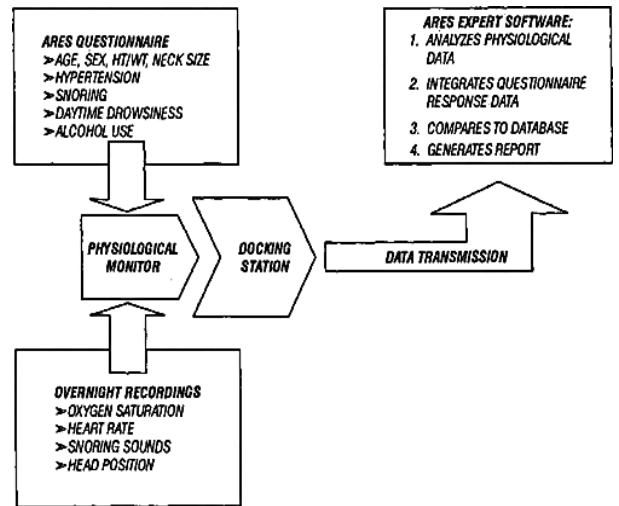 ARES QUESTIONNAIRE
➤AGE, SEX, HT/WT, NECK SIZE
➤HYPERTENSION
➤SNORING
➤DAYTIME DROWSINESS
➤ALCOHOL USE
ARES EXPERT SOFTWARE:
1. ANALYZES PHYSIOLOGICAL
DATA
2. INTEGRATES QUESTIONNAIRE
RESPONSE DATA
3. COMPARES TO DATABASE
4. GENERATES REPORT
PHYSIOLOGICAL
MONITOR
DOCKING
STATION
DATA TRANSMISSION
OVERNIGHT RECORDINGS
➤OXYGEN SATURATION
➤HEART RATE
➤SNORING SOUNDS
➤HEAD POSITION